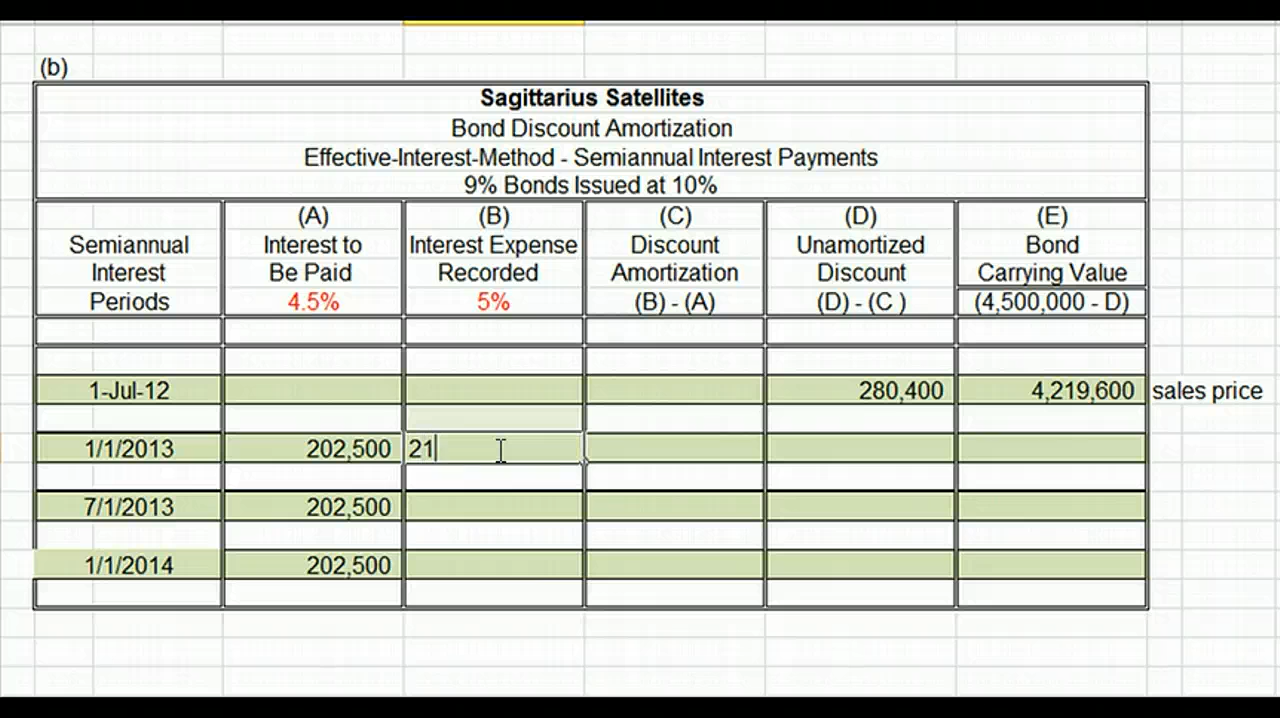 (b)
Sagittarius Satellites
Bond Discount Amortization
Effective-Interest-Method - Semiannual Interest Payments
9% Bonds Issued at 10%
(A) (B) (C) (D) (E)
Semiannual Interest to Interest Expense Discount Unamortized Bond
Interest Be Paid Recorded Amortization Discount Carrying Value
Periods 4.5% 5% (B) - (A) (D) - (C ) (4,500,000 - D)
1-Jul-12 280,400 4,219,600 sales price
1/1/2013 202,500 21
7/1/2013 202,500
1/1/2014 202,500